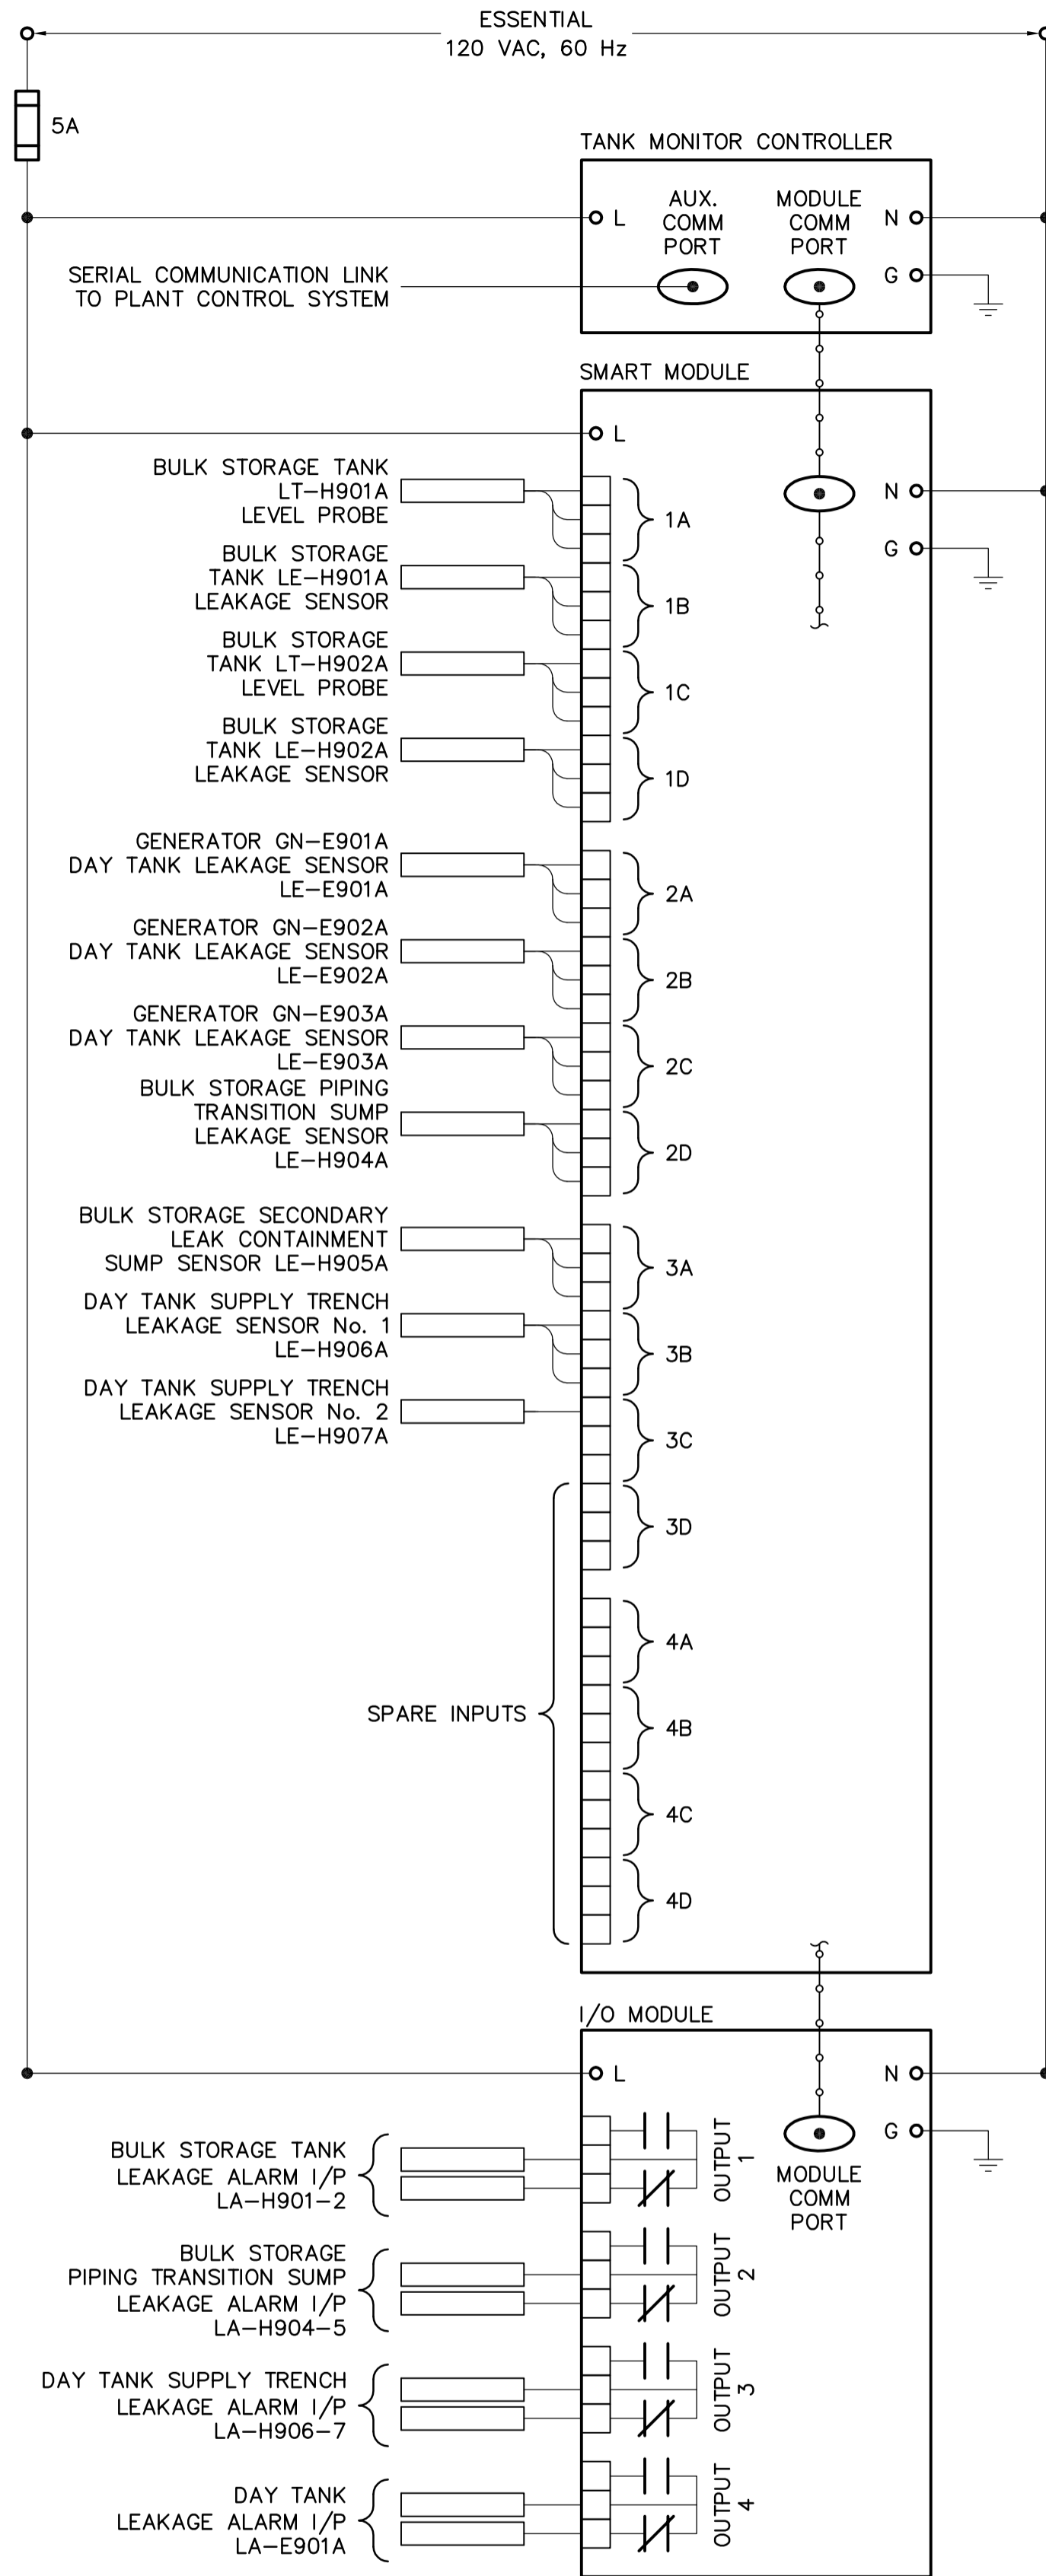 ESSENTIAL
120 VAC, 60 Hz
5A
TANK MONITOR CONTROLLER
AUX.
COMM
PORT
MODULE
COMM
PORT
L
N
G
SERIAL COMMUNICATION LINK
TO PLANT CONTROL SYSTEM
SMART MODULE
L
N
G
BULK STORAGE TANK
LT-H901A
LEVEL PROBE
1A
BULK STORAGE
TANK LE-H901A
LEAKAGE SENSOR
1B
BULK STORAGE
TANK LT-H902A
LEVEL PROBE
1C
BULK STORAGE
TANK LE-H902A
LEAKAGE SENSOR
1D
GENERATOR GN-E901A
DAY TANK LEAKAGE SENSOR
LE-E901A
2A
GENERATOR GN-E902A
DAY TANK LEAKAGE SENSOR
LE-E902A
2B
GENERATOR GN-E903A
DAY TANK LEAKAGE SENSOR
LE-E903A
2C
BULK STORAGE PIPING
TRANSITION SUMP
LEAKAGE SENSOR
LE-H904A
2D
BULK STORAGE SECONDARY
LEAK CONTAINMENT
SUMP SENSOR LE-H905A
3A
DAY TANK SUPPLY TRENCH
LEAKAGE SENSOR No. 1
LE-H906A
3B
DAY TANK SUPPLY TRENCH
LEAKAGE SENSOR No. 2
LE-H907A
3C
3D
4A
SPARE INPUTS
4B
4C
4D
I/O MODULE
L
N
G
MODULE
COMM
PORT
BULK STORAGE TANK
LEAKAGE ALARM I/P
LA-H901-2
OUTPUT
1
BULK STORAGE
PIPING TRANSITION SUMP
LEAKAGE ALARM I/P
LA-H904-5
OUTPUT
2
DAY TANK SUPPLY TRENCH
LEAKAGE ALARM I/P
LA-H906-7
OUTPUT
3
DAY TANK
LEAKAGE ALARM I/P
LA-E901A
OUTPUT
4